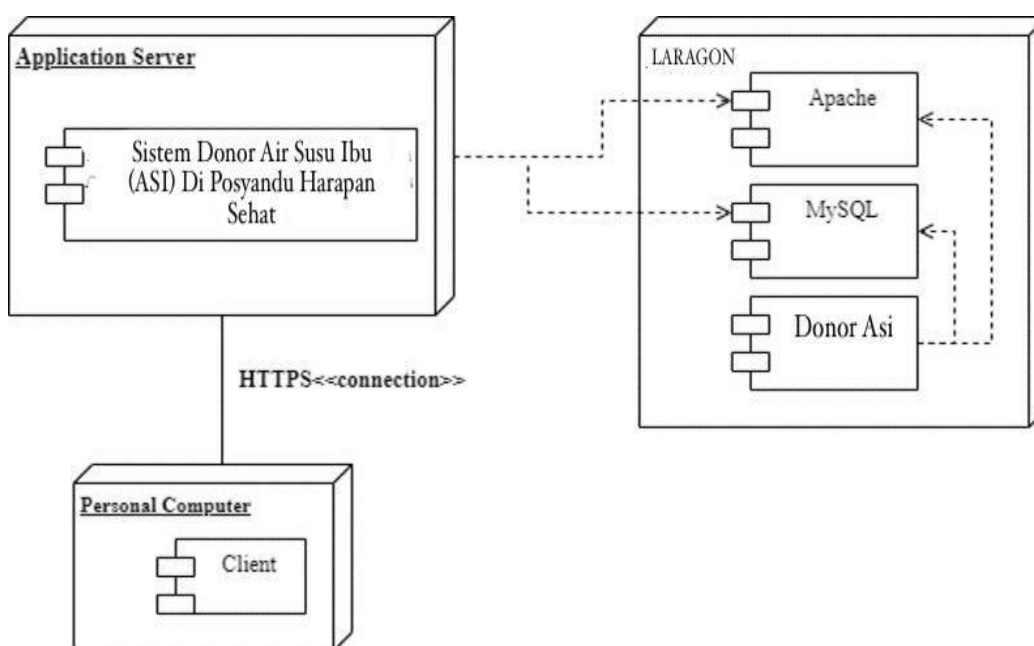 Application Server
Sistem Donor Air Susu Ibu
(ASI) Di Posyandu Harapan
Sehat
LARAGON
Apache
MySQL
Donor Asi
HTTPS<<connection>>
Personal Computer
Client